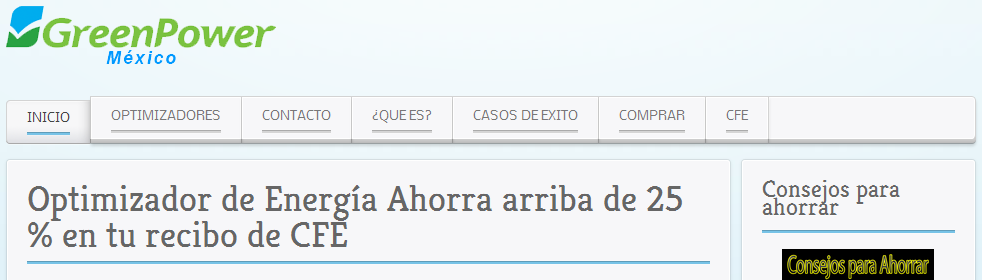 GreenPower
México
INICIO
OPTIMIZADORES
CONTACTO
¿QUE ES?
CASOS DE EXITO
COMPRAR
CFE
Optimizador de Energía Ahorra arriba de 25
% en tu recibo de CFE
Consejos para
ahorrar
Consejos para Ahorrar